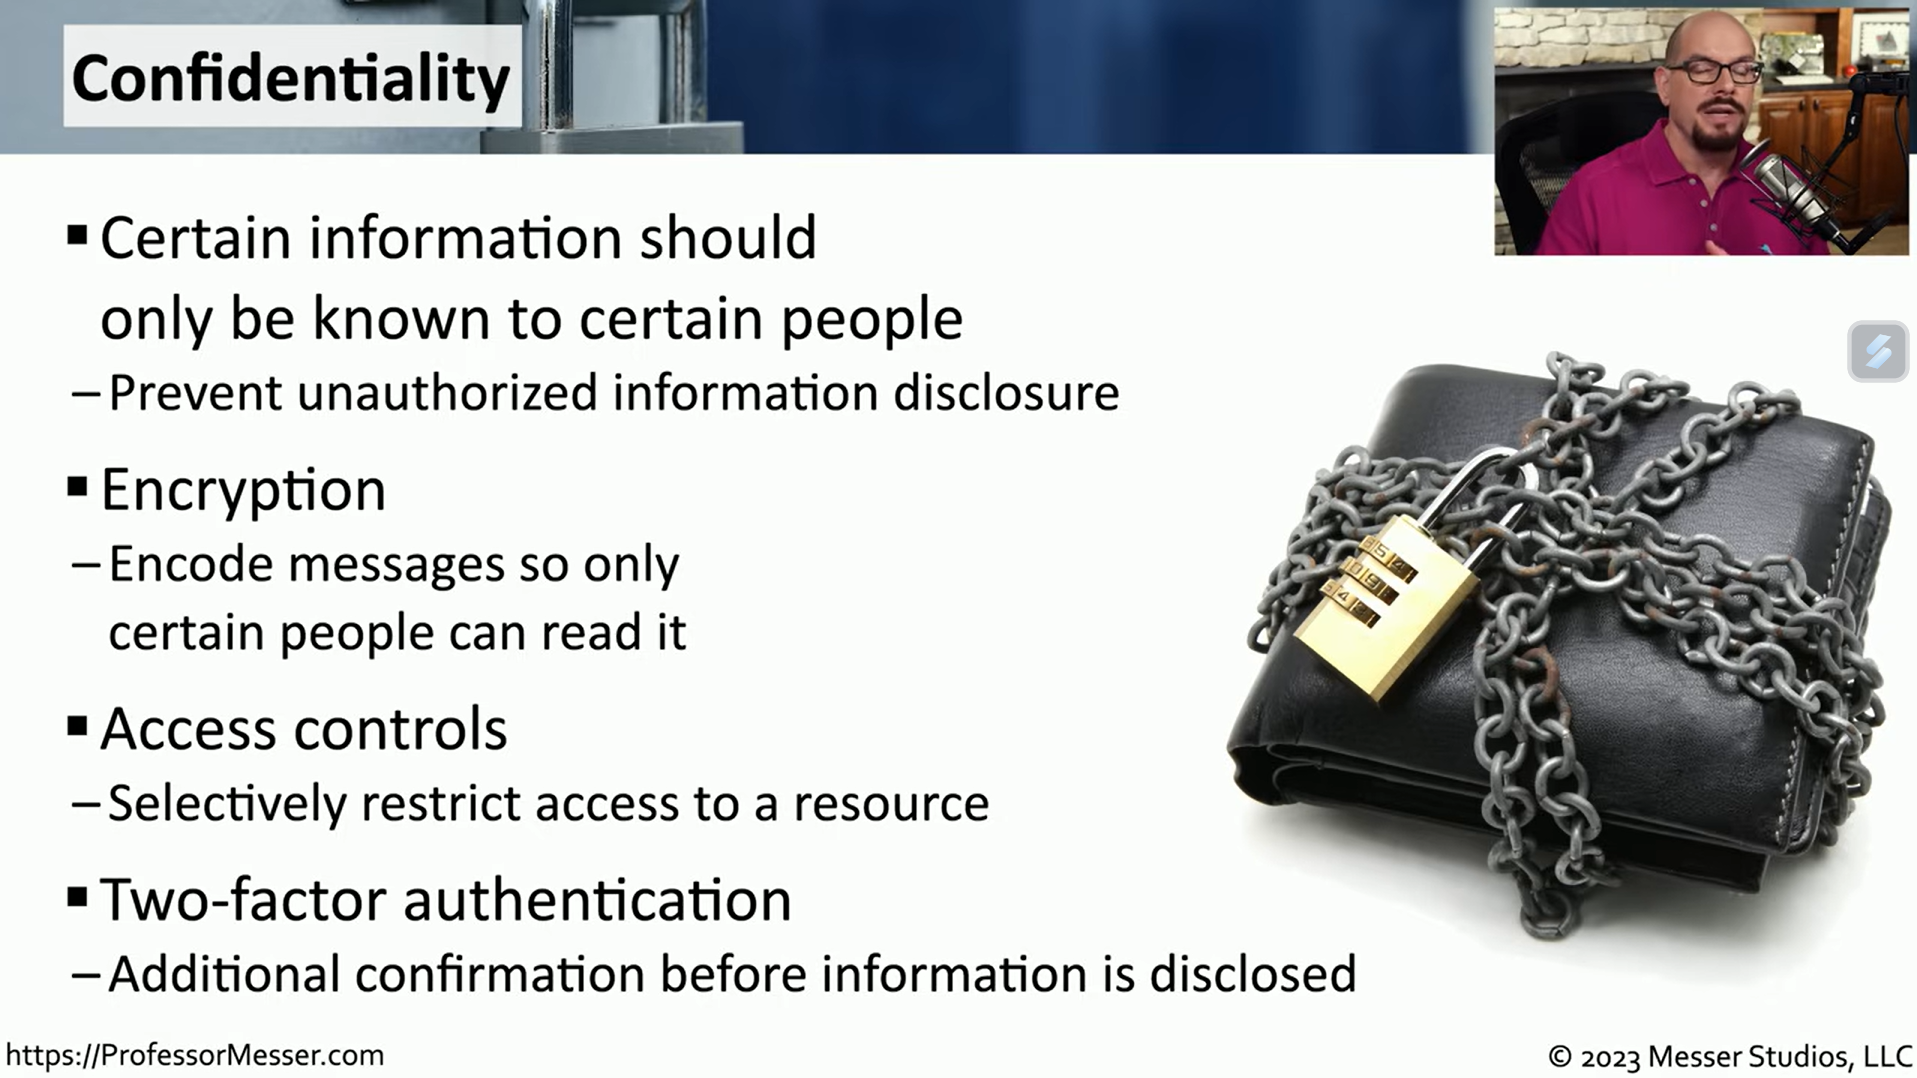 Confidentiality
▪ Certain information should
only be known to certain people
– Prevent unauthorized information disclosure
▪ Encryption
– Encode messages so only
certain people can read it
▪ Access controls
– Selectively restrict access to a resource
▪ Two-factor authentication
– Additional confirmation before information is disclosed
https://ProfessorMesser.com
© 2023 Messer Studios, LLC